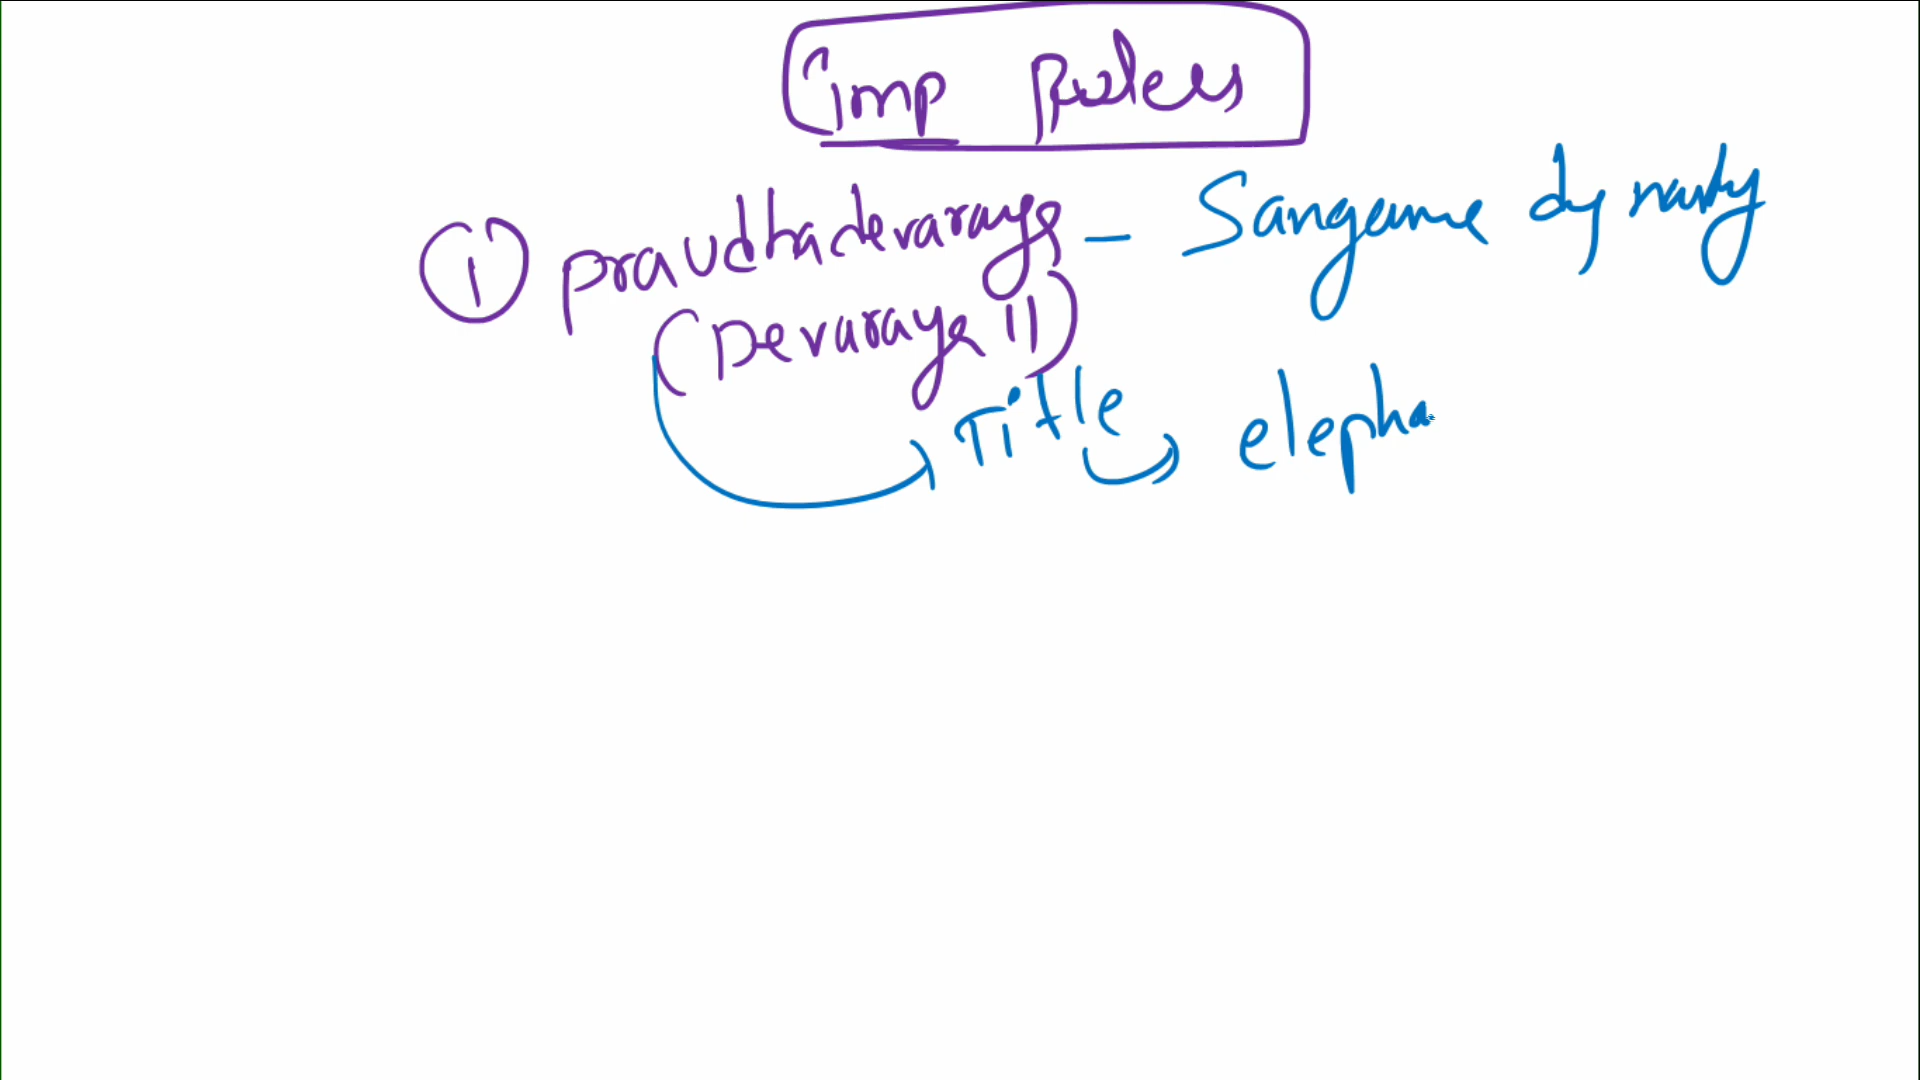 imp Rulers
① praudhadevaraya - Sangama dynasty
(Devaraya II)
Title elepha